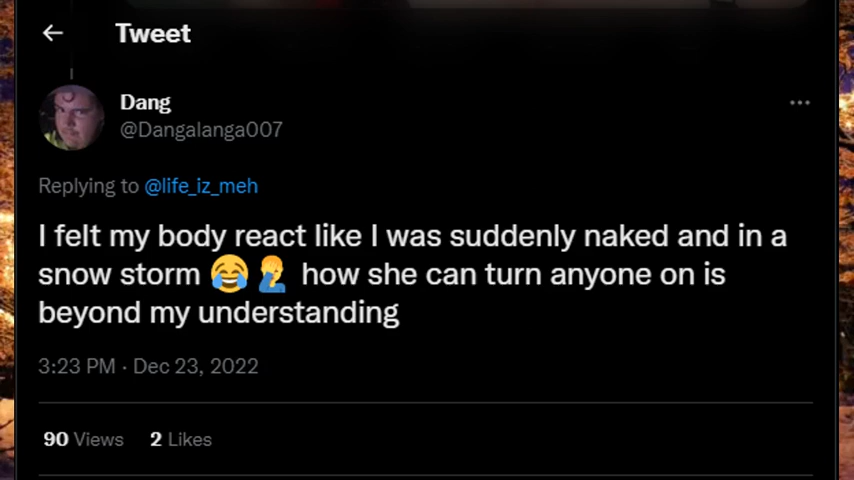 Tweet
Dang
@Dangalanga007
Replying to @life_iz_meh
I felt my body react like I was suddenly naked and in a
snow storm 😂🤦‍♂️ how she can turn anyone on is
beyond my understanding
3:23 PM · Dec 23, 2022
90 Views 2 Likes